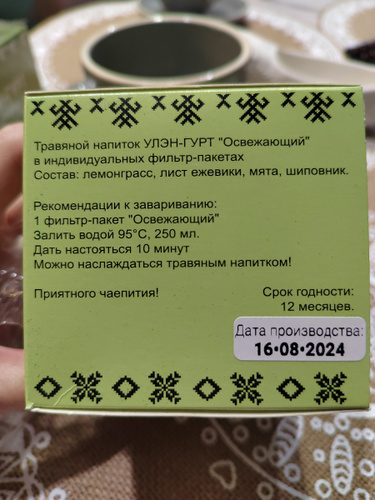 Травяной напиток УЛЭН-ГУРТ "Освежающий"
в индивидуальных фильтр-пакетах
Состав: лемонграсс, лист ежевики, мята, шиповник.
Рекомендации к завариванию:
1 фильтр-пакет "Освежающий"
Залить водой 95°С, 250 мл.
Дать настояться 10 минут
Можно наслаждаться травяным напитком!
Приятного чаепития!
Срок годности:
12 месяцев.
Дата производства:
16•08•2024